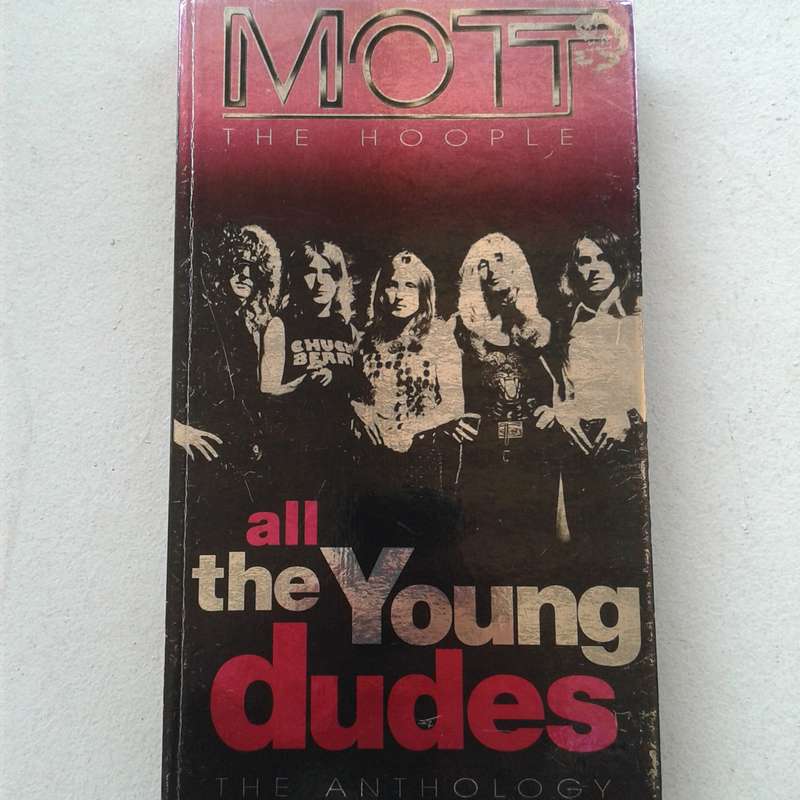 MOTT
THE HOOPLE
CHUCK
BERRY
all
the Young
dudes
THE ANTHOLOGY